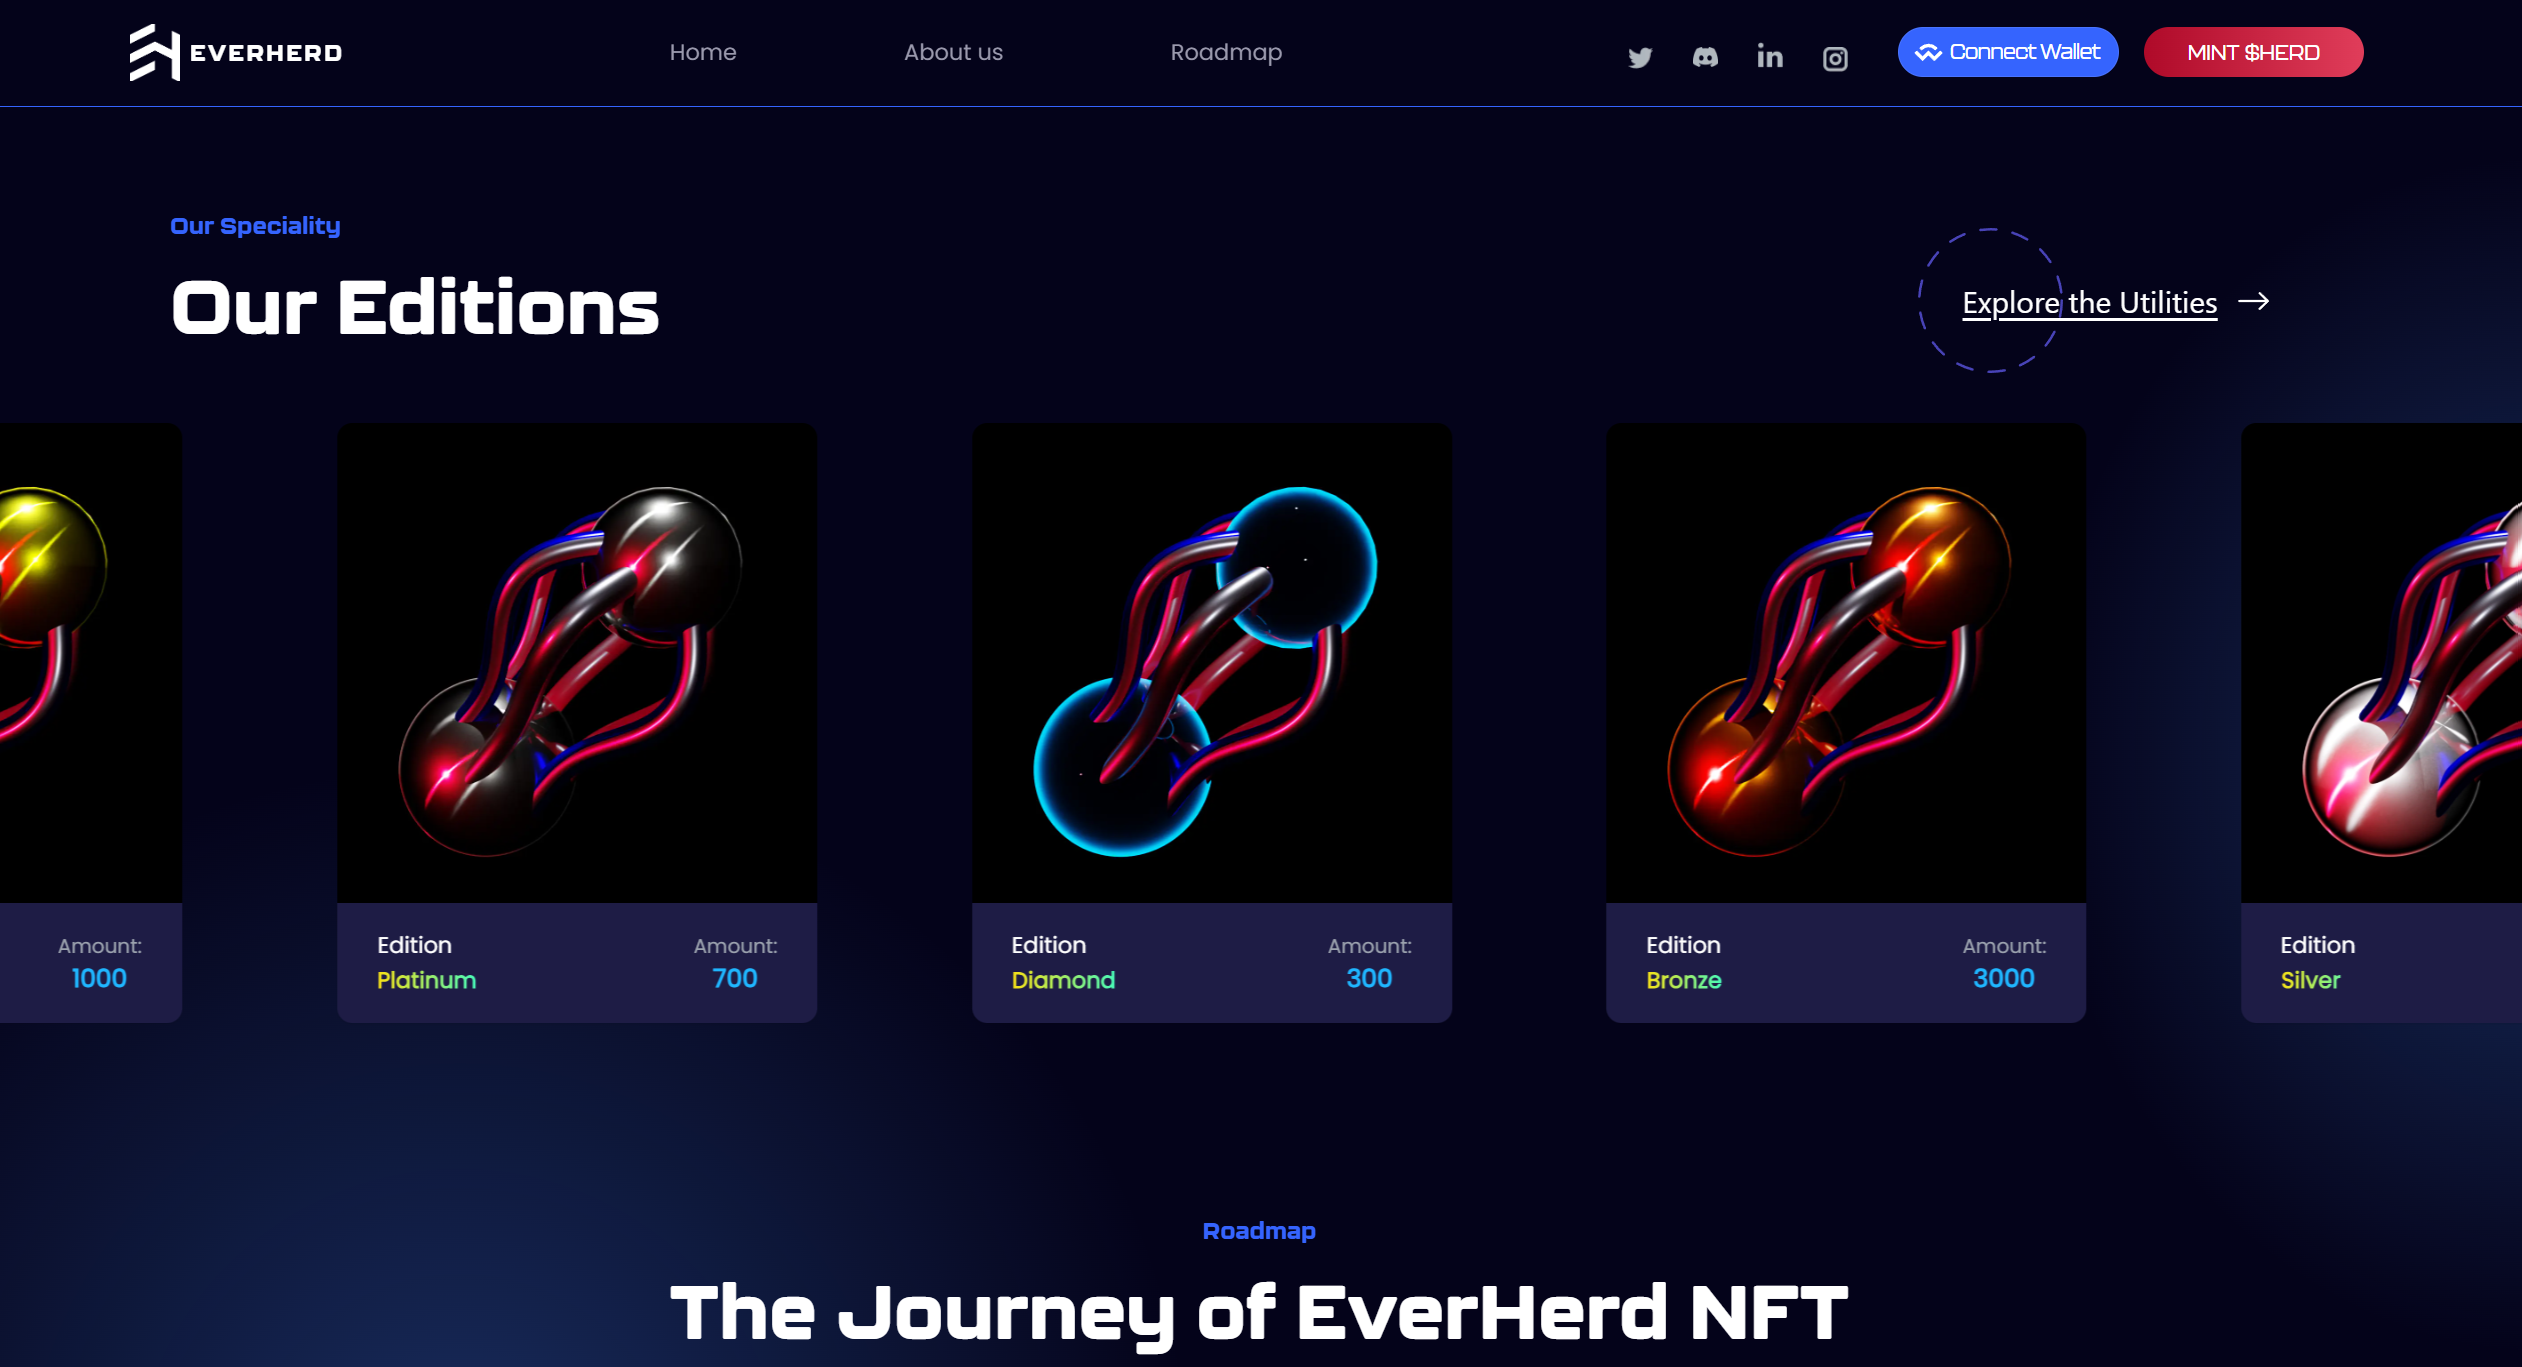 EVERHERD
Home
About us
Roadmap
Connect Wallet
MINT $HERD
Our Speciality
Our Editions
Explore the Utilities
Amount:
1000
Edition
Platinum
Amount:
700
Edition
Diamond
Amount:
300
Edition
Bronze
Amount:
3000
Edition
Silver
Roadmap
The Journey of EverHerd NFT